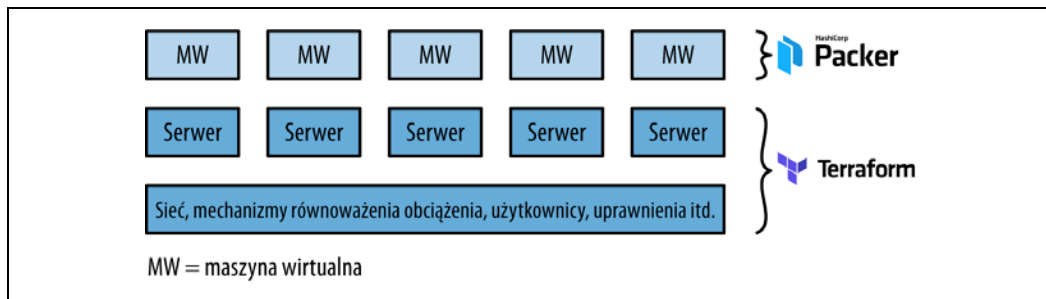 MW MW MW MW MW
HashiCorp
Packer
Serwer Serwer Serwer Serwer Serwer
Terraform
Sieć, mechanizmy równoważenia obciążenia, użytkownicy, uprawnienia itd.
MW = maszyna wirtualna